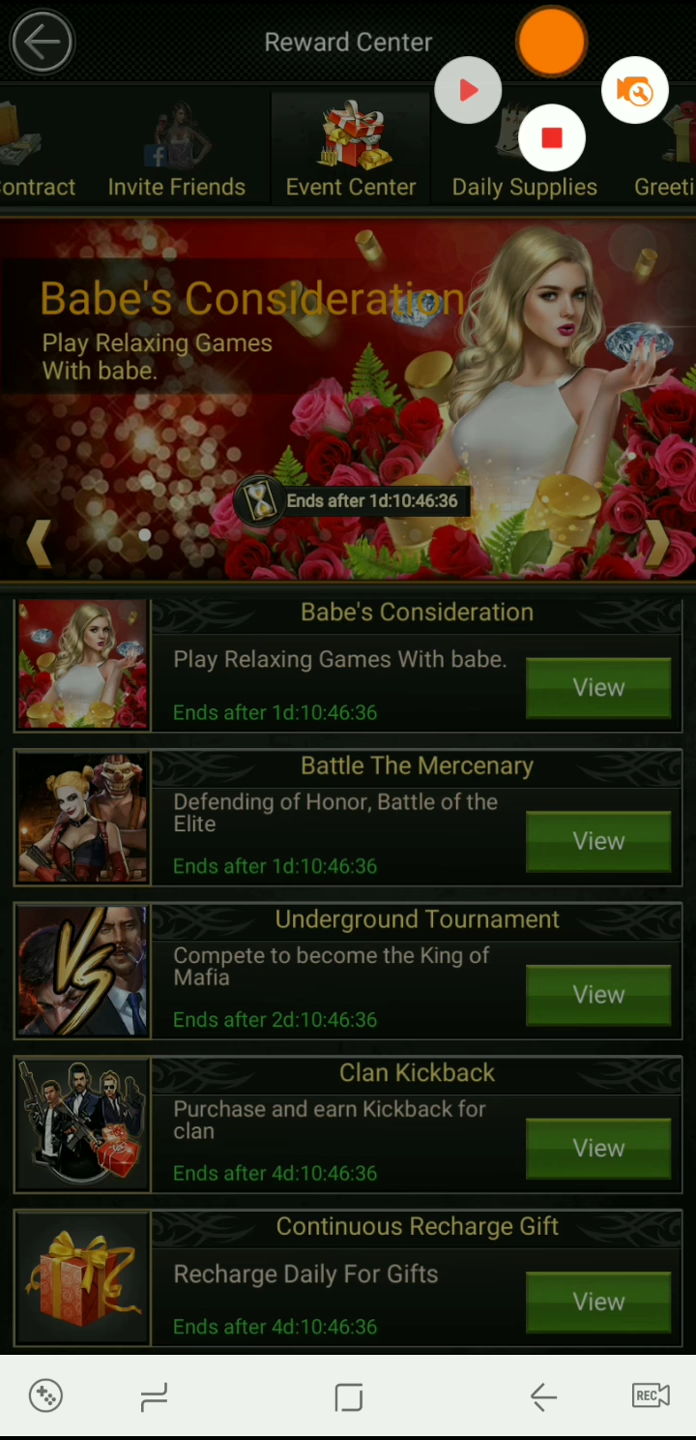 Reward Center
ontract
Invite Friends
Event Center
Daily Supplies
Greeti
Babe's Consideration
Play Relaxing Games
With babe.
Ends after 1d:10:46:36
Babe's Consideration
Play Relaxing Games With babe.
View
Ends after 1d:10:46:36
Battle The Mercenary
Defending of Honor, Battle of the
Elite
View
Ends after 1d:10:46:36
Underground Tournament
VS
Compete to become the King of
Mafia
View
Ends after 2d:10:46:36
Clan Kickback
Purchase and earn Kickback for
clan
View
Ends after 4d:10:46:36
Continuous Recharge Gift
Recharge Daily For Gifts
View
Ends after 4d:10:46:36
REC